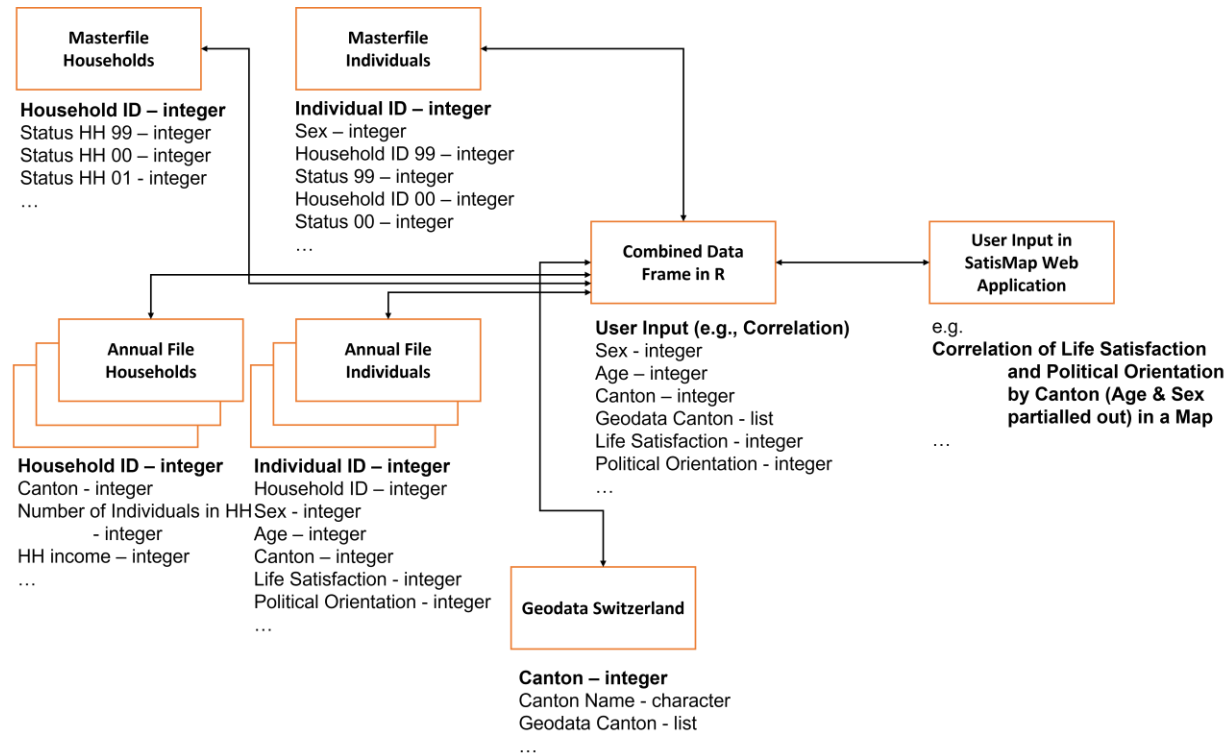 Masterfile
Households
Household ID – integer
Status HH 99 – integer
Status HH 00 – integer
Status HH 01 - integer
…
Masterfile
Individuals
Individual ID – integer
Sex – integer
Household ID 99 – integer
Status 99 – integer
Household ID 00 – integer
Status 00 – integer
…
Combined Data
Frame in R
User Input (e.g., Correlation)
Sex - integer
Age – integer
Canton – integer
Geodata Canton - list
Life Satisfaction - integer
Political Orientation - integer
…
User Input in
SatisMap Web
Application
e.g.
Correlation of Life Satisfaction
and Political Orientation
by Canton (Age & Sex
partialled out) in a Map
…
Annual File
Households
Household ID – integer
Canton - integer
Number of Individuals in HH
- integer
HH income – integer
…
Annual File
Individuals
Individual ID – integer
Household ID - integer
Sex - integer
Age – integer
Canton – integer
Life Satisfaction - integer
Political Orientation - integer
…
Geodata Switzerland
Canton – integer
Canton Name - character
Geodata Canton - list
…